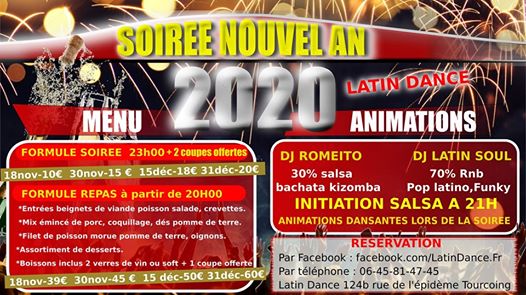 SOIREE NOUVEL AN
2020
LATIN DANCE
MENU
FORMULE SOIREE 23h00 + 2 coupes offertes
18nov-10€ 30nov-15 € 15déc-18€ 31déc-20€
FORMULE REPAS à partir de 20H00
*Entrées beignets de viande poisson salade, crevettes.
*Mix émincé de porc, coquillage, dés pomme de terre.
*Filet de poisson morue pomme de terre, oignons.
*Assortiment de desserts.
*Boissons inclus 2 verres de vin ou soft + 1 coupe offerte
18nov-39€ 30nov-45 € 15 déc-50€ 31déc-60€
ANIMATIONS
DJ ROMEITO DJ LATIN SOUL
30% salsa 70% Rnb
bachata kizomba Pop latino,Funky
INITIATION SALSA A 21H
ANIMATIONS DANSANTES LORS DE LA SOIREE
RESERVATION
Par Facebook : facebook.com/LatinDance.Fr
Par téléphone : 06-45-81-47-45
Latin Dance 124b rue de l'épidème Tourcoing